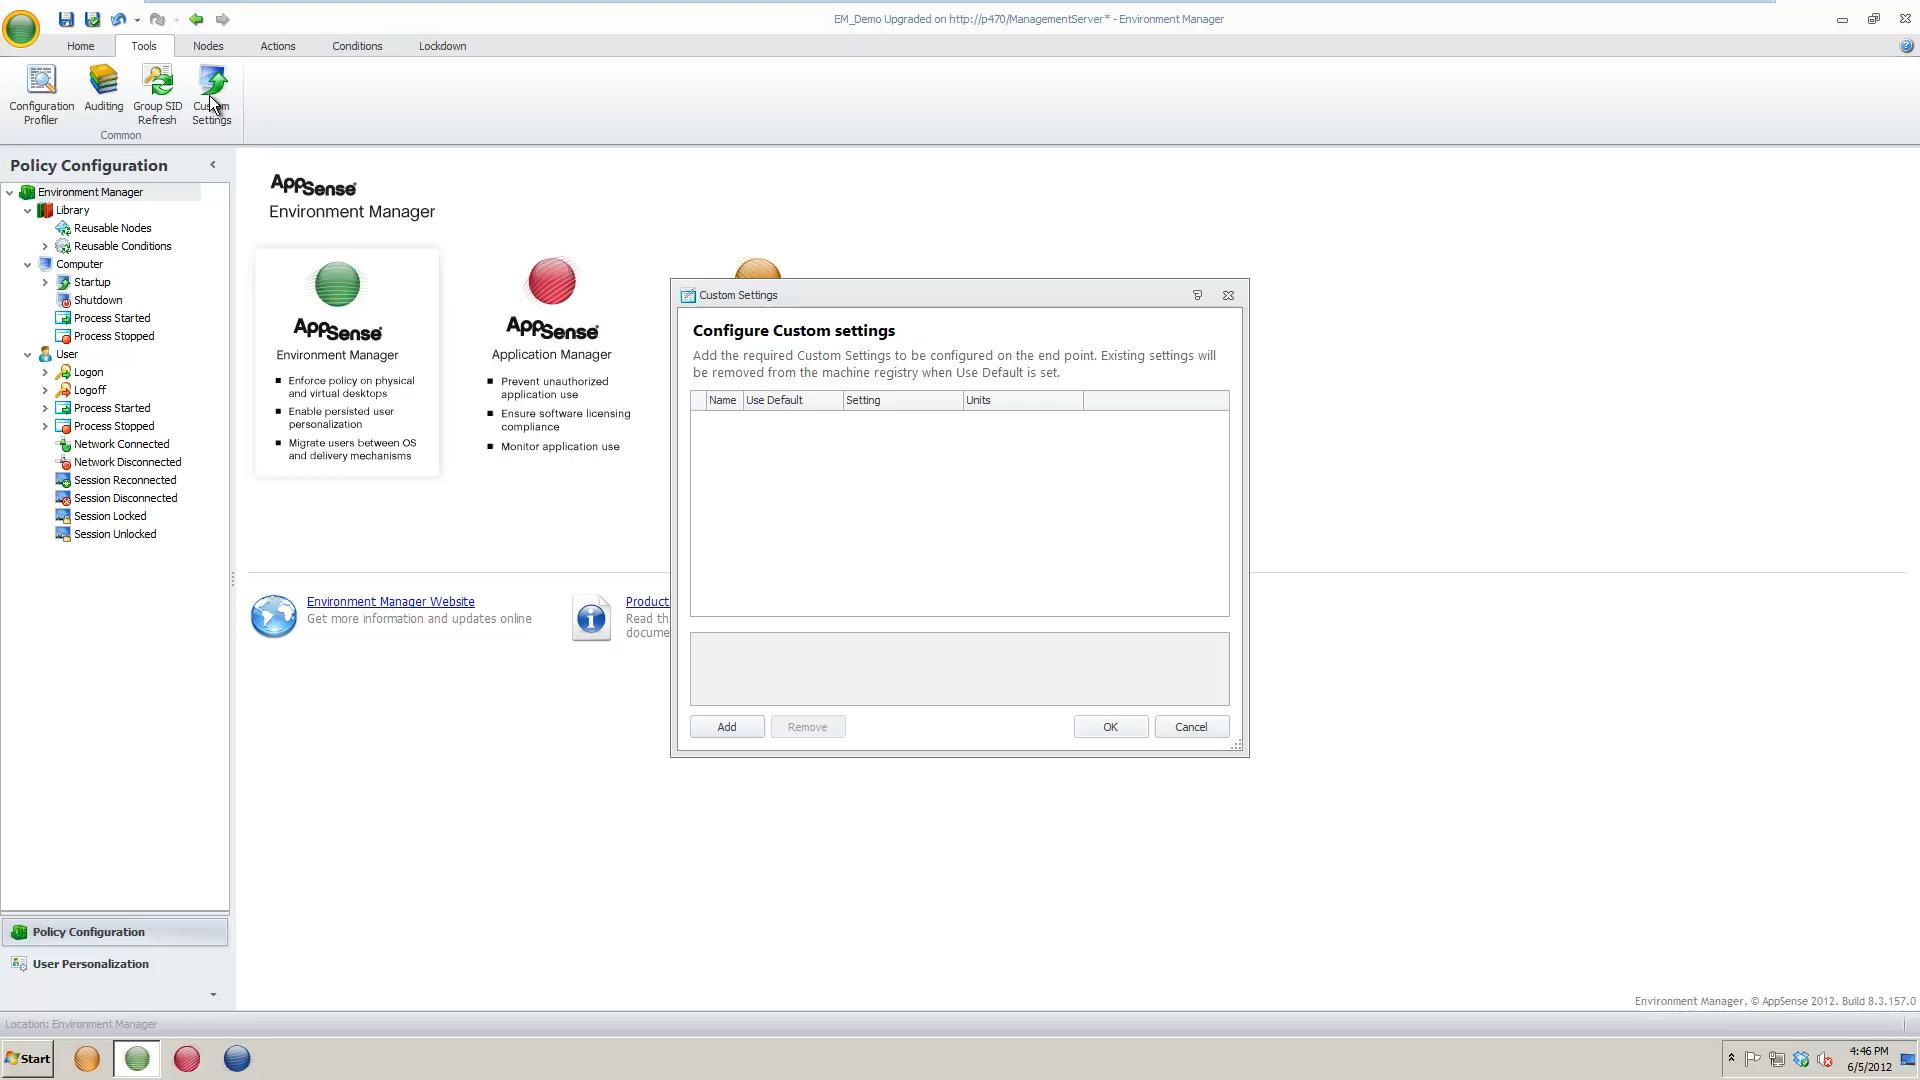 EM_Demo Upgraded on http://p470/ManagementServer* - Environment Manager
Home
Tools
Nodes
Actions
Conditions
Lockdown
Configuration
Profiler
Auditing
Group SID
Refresh
Custom
Settings
Common
Policy Configuration
Environment Manager
Library
Reusable Nodes
Reusable Conditions
Computer
Startup
Shutdown
Process Started
Process Stopped
User
Logon
Logoff
Process Started
Process Stopped
Network Connected
Network Disconnected
Session Reconnected
Session Disconnected
Session Locked
Session Unlocked
Policy Configuration
User Personalization
AppSense
Environment Manager
AppSense
Environment Manager
Enforce policy on physical
and virtual desktops
Enable persisted user
personalization
Migrate users between OS
and delivery mechanisms
AppSense
Application Manager
Prevent unauthorized
application use
Ensure software licensing
compliance
Monitor application use
Environment Manager Website
Get more information and updates online
Product
Read th
docume
Custom Settings
Configure Custom settings
Add the required Custom Settings to be configured on the end point. Existing settings will
be removed from the machine registry when Use Default is set.
Name
Use Default
Setting
Units
Add
Remove
OK
Cancel
Environment Manager, © AppSense 2012. Build 8.3.157.0
Location: Environment Manager
Start
4:46 PM
6/5/2012